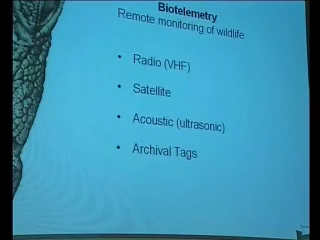 Biotelemetry
Remote monitoring of wildlife
• Radio (VHF)
• Satellite
• Acoustic (ultrasonic)
• Archival Tags